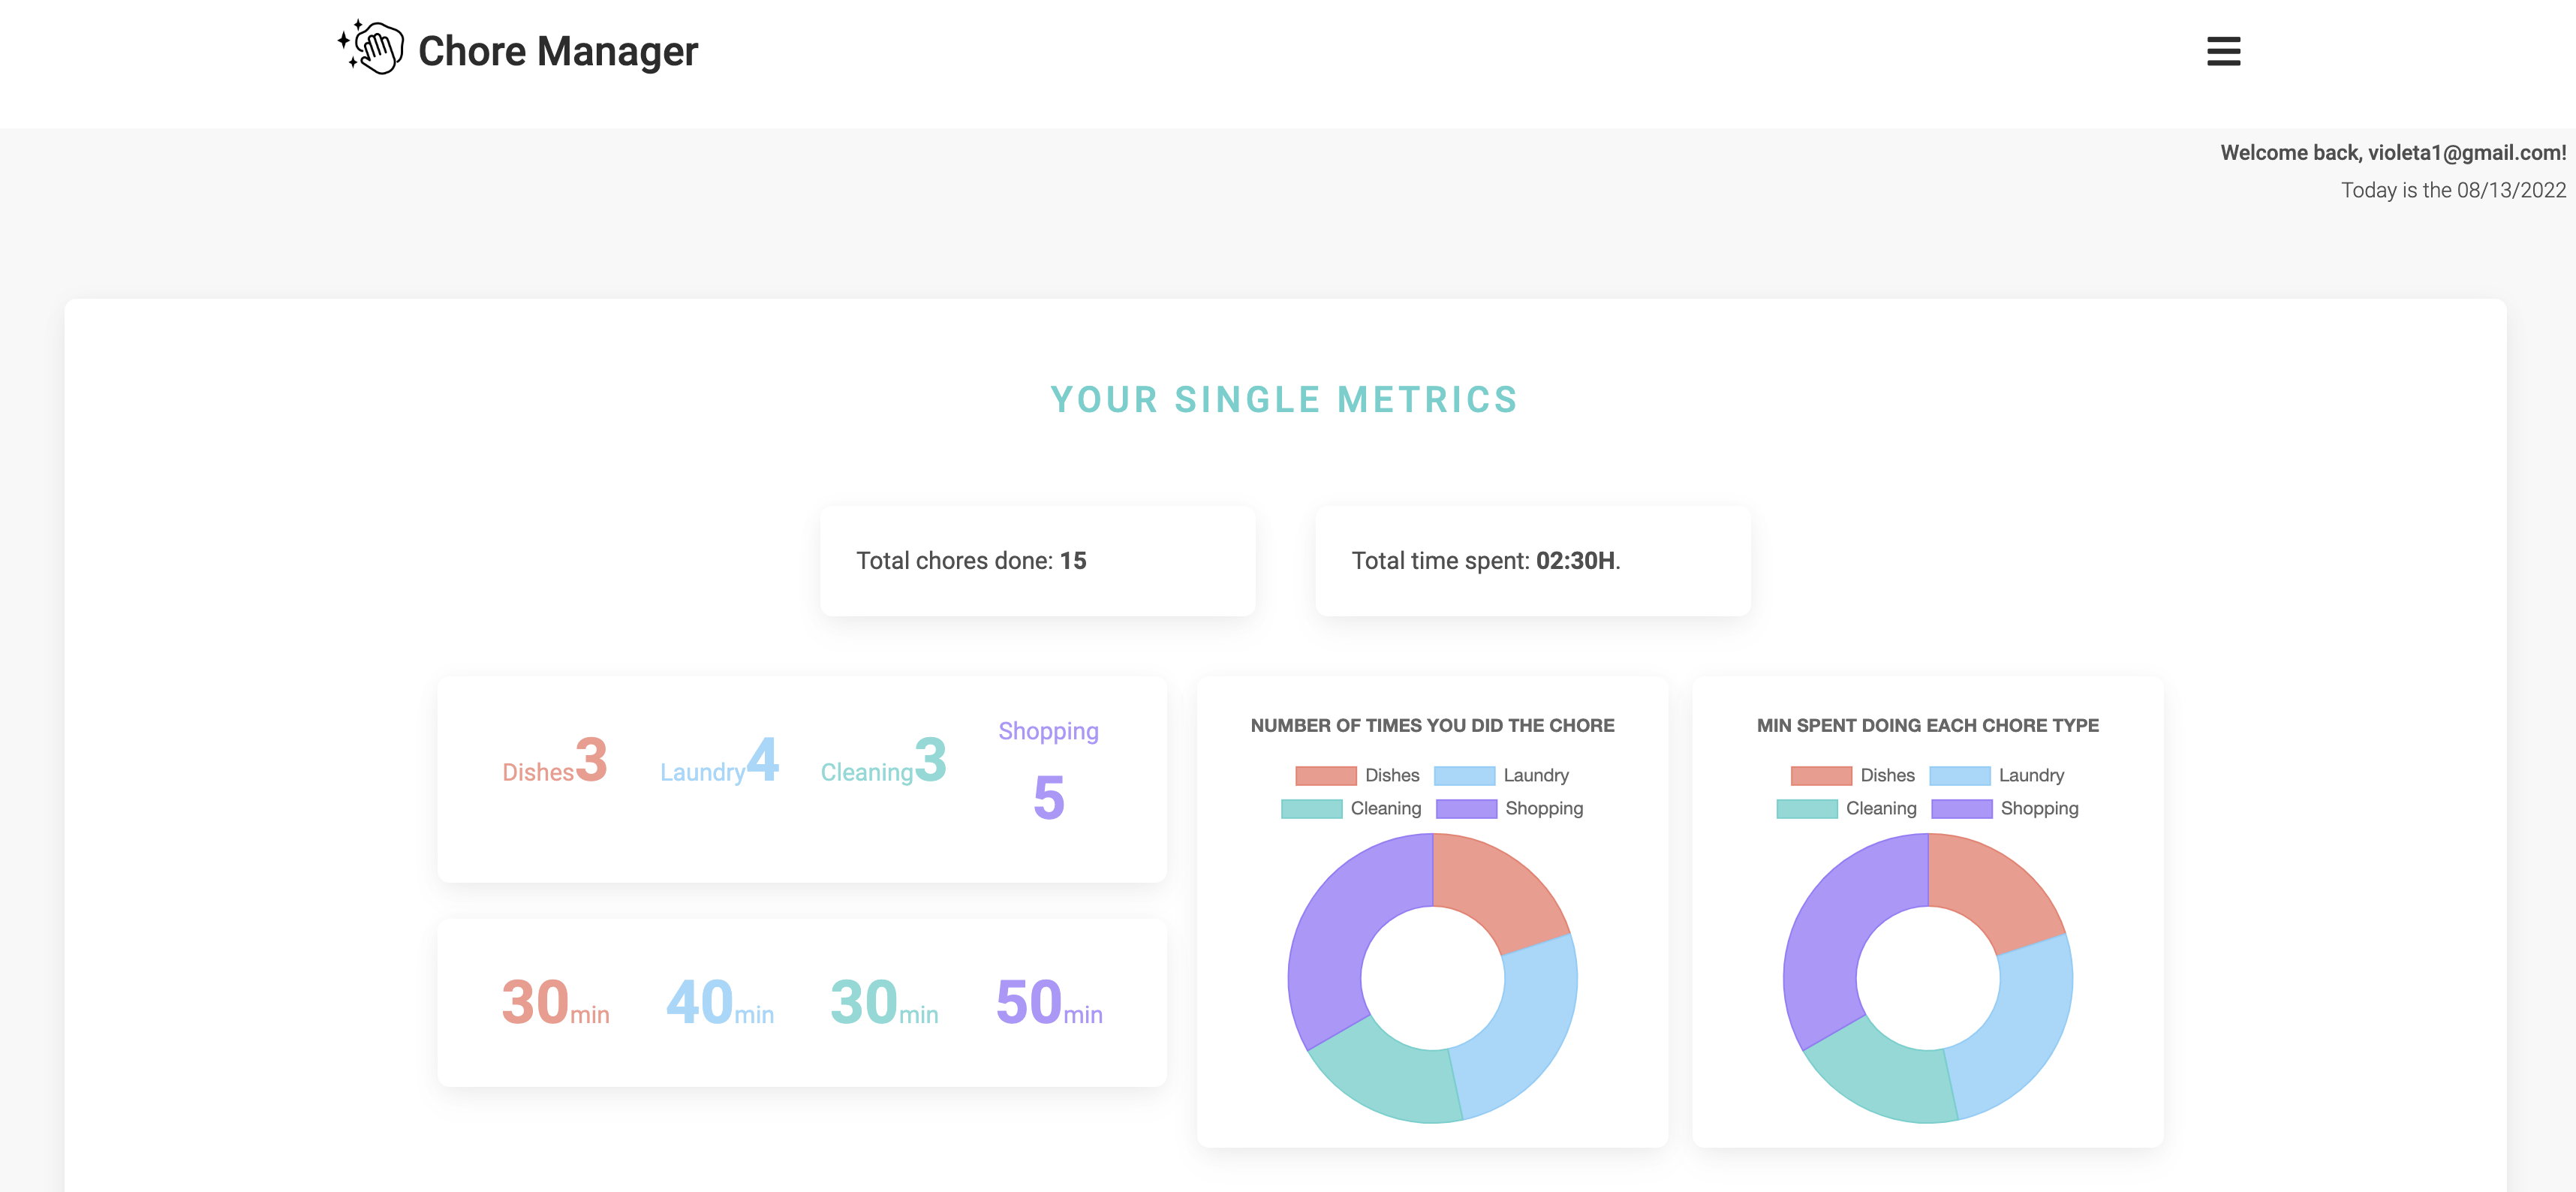 Chore Manager
Welcome back, violeta1@gmail.com!
Today is the 08/13/2022
YOUR SINGLE METRICS
Total chores done: 15
Total time spent: 02:30H.
Dishes3 Laundry4 Cleaning3 Shopping
5
30min 40min 30min 50min
NUMBER OF TIMES YOU DID THE CHORE
Dishes Laundry
Cleaning Shopping
MIN SPENT DOING EACH CHORE TYPE
Dishes Laundry
Cleaning Shopping